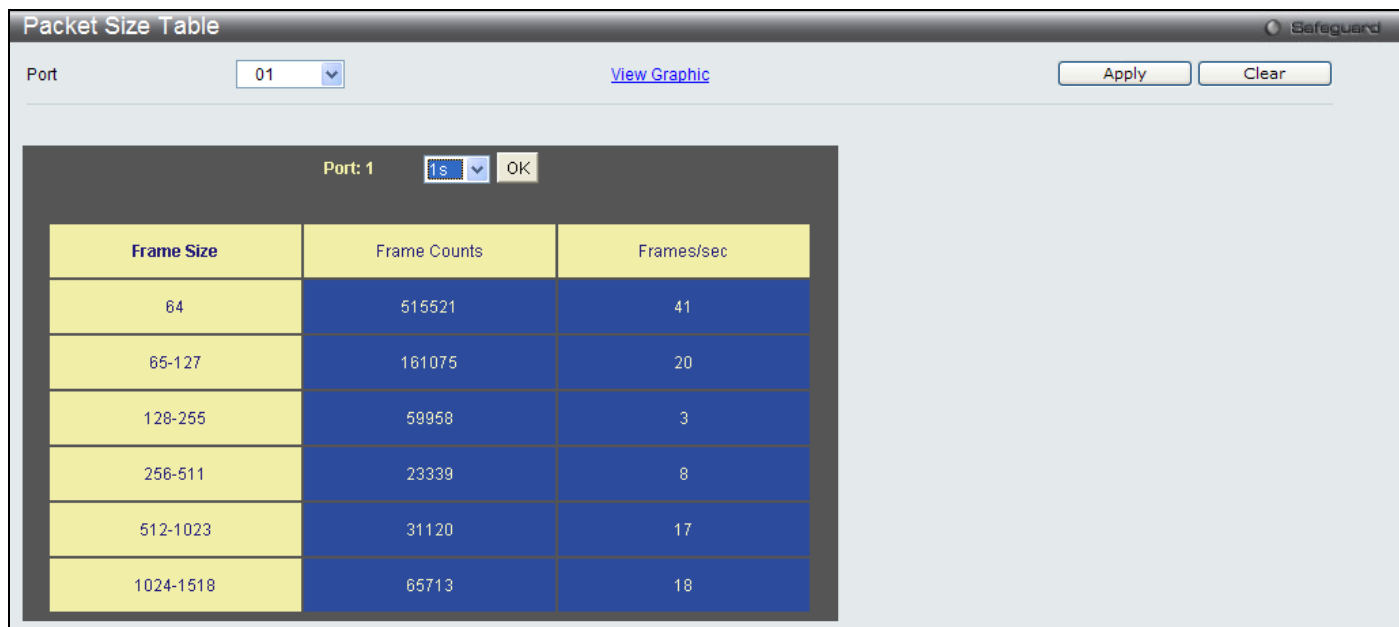 Packet Size Table Safeguard
Port 01 View Graphic Apply Clear
Port: 1 1s OK
Frame Size Frame Counts Frames/sec
64 515521 41
65-127 161075 20
128-255 59958 3
256-511 23339 8
512-1023 31120 17
1024-1518 65713 18